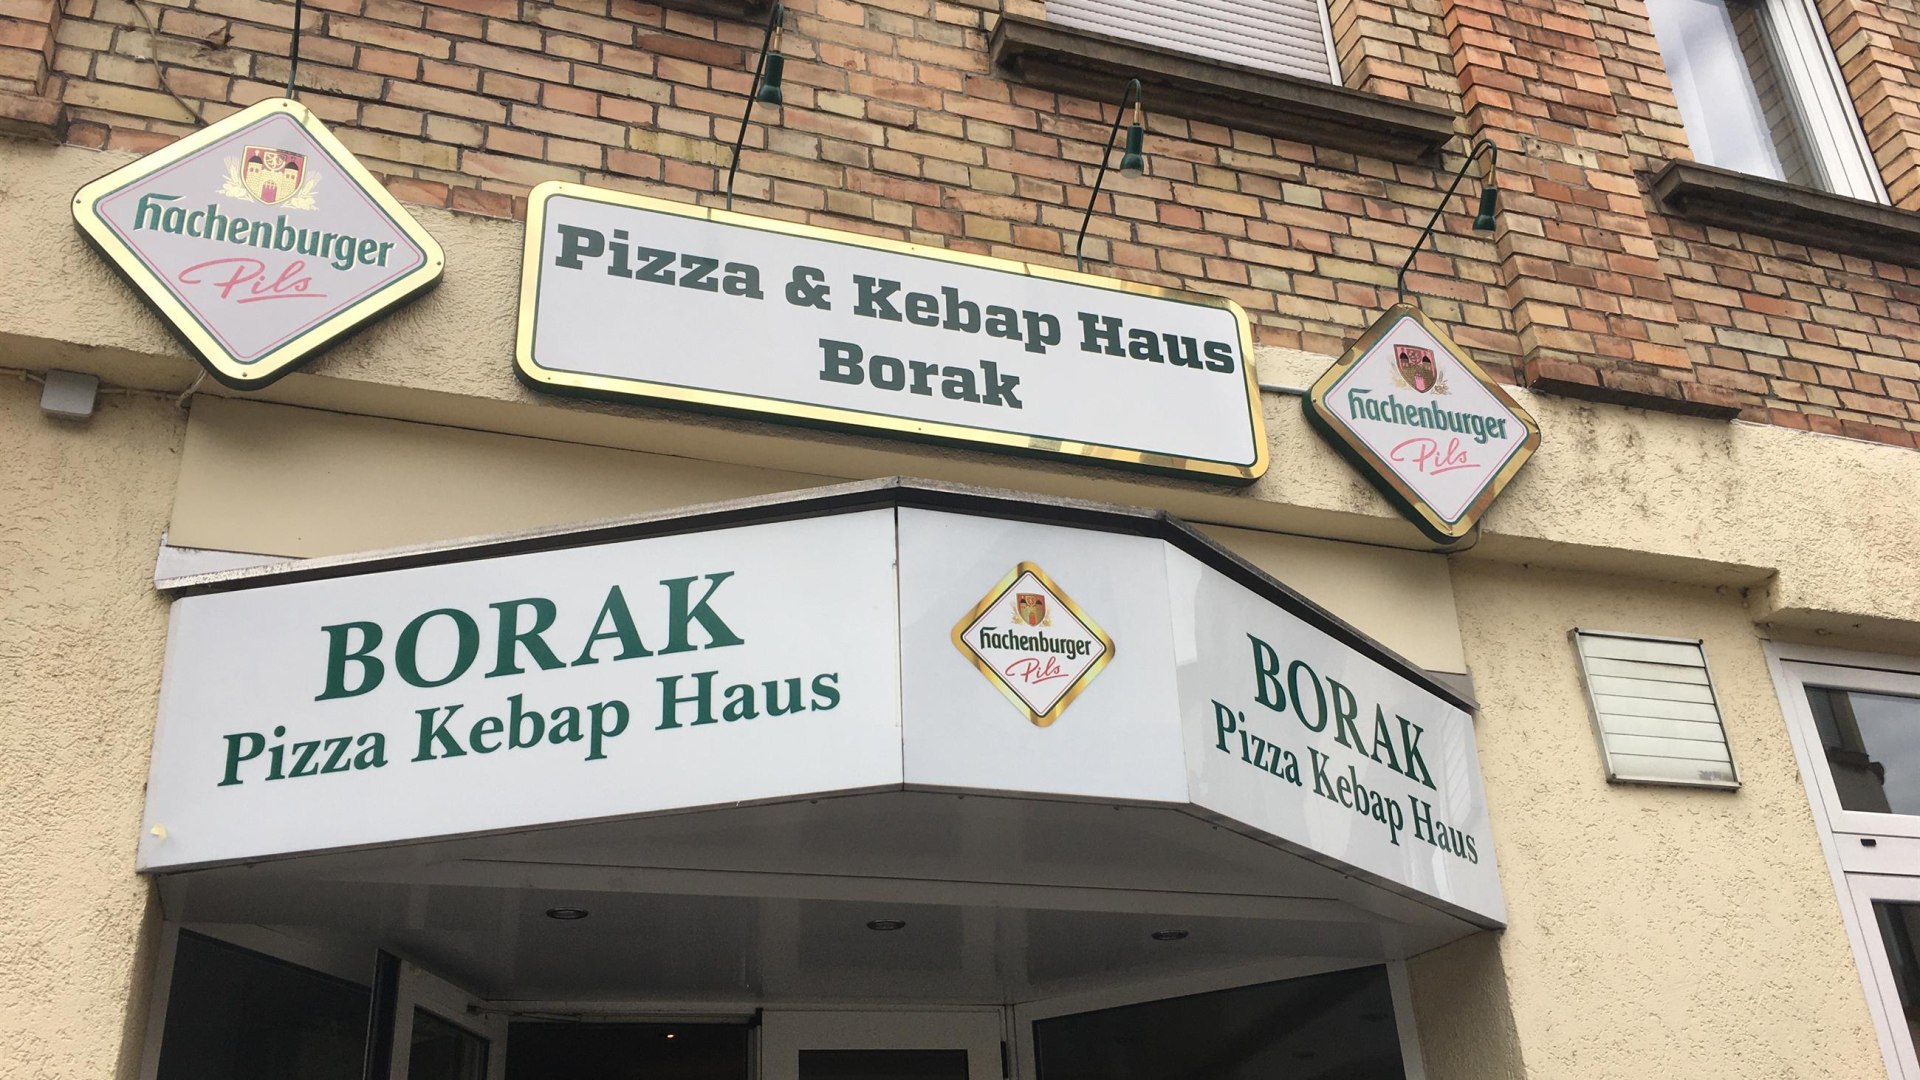 Hachenburger
Pils
Pizza & Kebap Haus
Borak
Hachenburger
Pils
BORAK
Pizza Kebap Haus
Hachenburger
Pils
BORAK
Pizza Kebap Haus